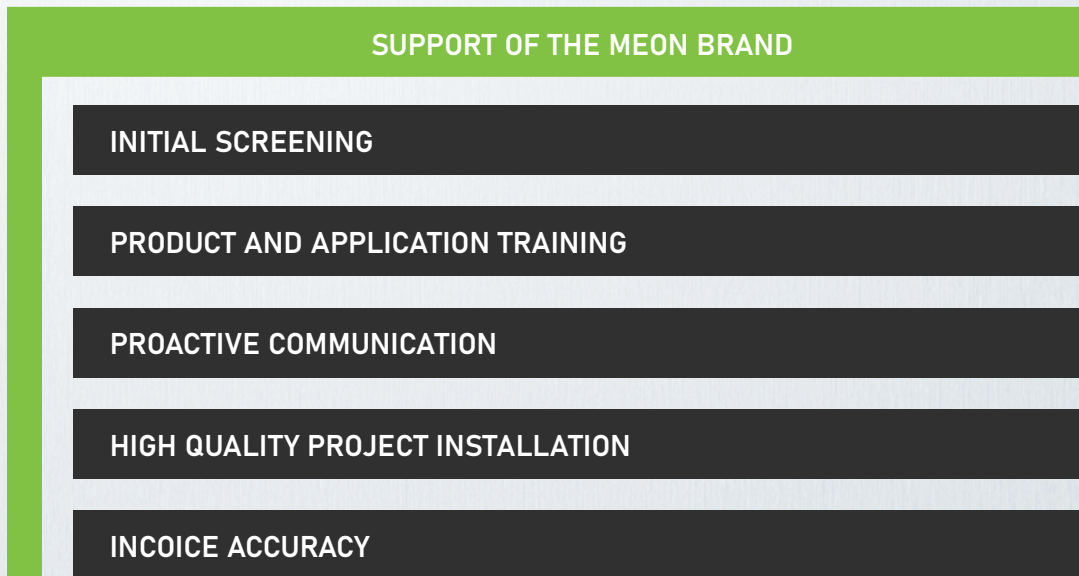 SUPPORT OF THE MEON BRAND
INITIAL SCREENING
PRODUCT AND APPLICATION TRAINING
PROACTIVE COMMUNICATION
HIGH QUALITY PROJECT INSTALLATION
INCOICE ACCURACY